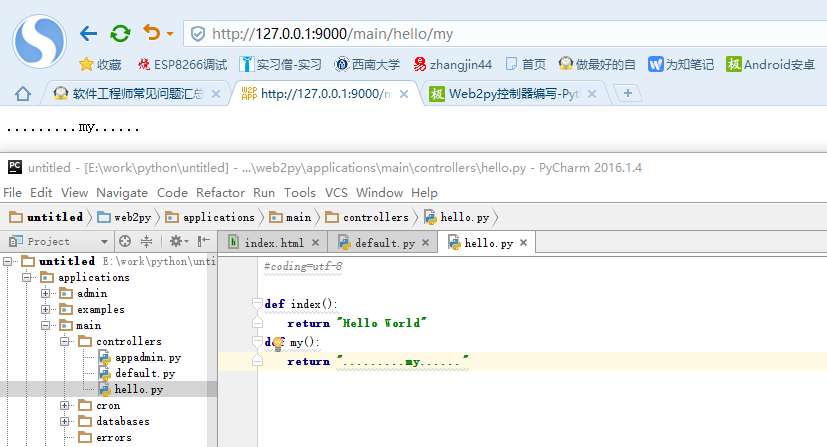 http://127.0.0.1:9000/main/hello/my
收藏 ESP8266调试 实习僧-实习 西南大学 zhangjin44 首页 做最好的自 为知笔记 Android安卓
软件工程师常见问题汇总 http://127.0.0.1:9000/m Web2py控制器编写-Pyt
.........my......
untitled - [E:\work\python\untitled] - ...\web2py\applications\main\controllers\hello.py - PyCharm 2016.1.4
File Edit View Navigate Code Refactor Run Tools VCS Window Help
untitled web2py applications main controllers hello.py
Project index.html default.py hello.py
untitled E:\work\python\unti
applications
admin
examples
main
controllers
appadmin.py
default.py
hello.py
cron
databases
errors
#coding=utf-8
def index():
return "Hello World"
def my():
return ".........my......"